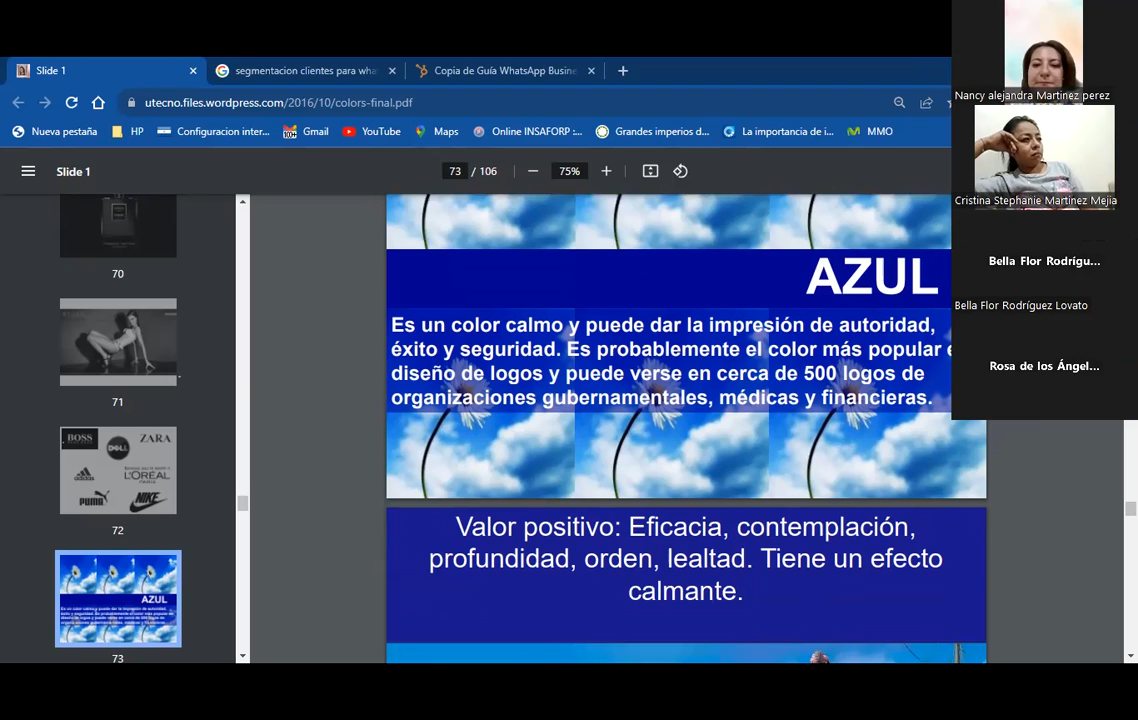 Slide 1
segmentacion clientes para wha
Copia de Guía WhatsApp Busine
utecno.files.wordpress.com/2016/10/colors-final.pdf
Nueva pestaña
HP
Configuracion inter...
100+
Gmail
YouTube
Maps
Online INSAFORP :...
Grandes imperios d...
La importancia de i...
MMO
Slide 1
73 / 106
75%
70
71
BOSS
DELL
ZARA
adidas
L'ORÉAL
PUMA
NIKE
72
AZUL
73
AZUL
Es un color calmo y puede dar la impresión de autoridad,
éxito y seguridad. Es probablemente el color más popular e
diseño de logos y puede verse en cerca de 500 logos de
organizaciones gubernamentales, médicas y financieras.
Valor positivo: Eficacia, contemplación,
profundidad, orden, lealtad. Tiene un efecto
calmante.
Nancy alejandra Martinez perez
Cristina Stephanie Martínez Mejía
Bella Flor Rodrígu...
Bella Flor Rodríguez Lovato
Rosa de los Ángel...